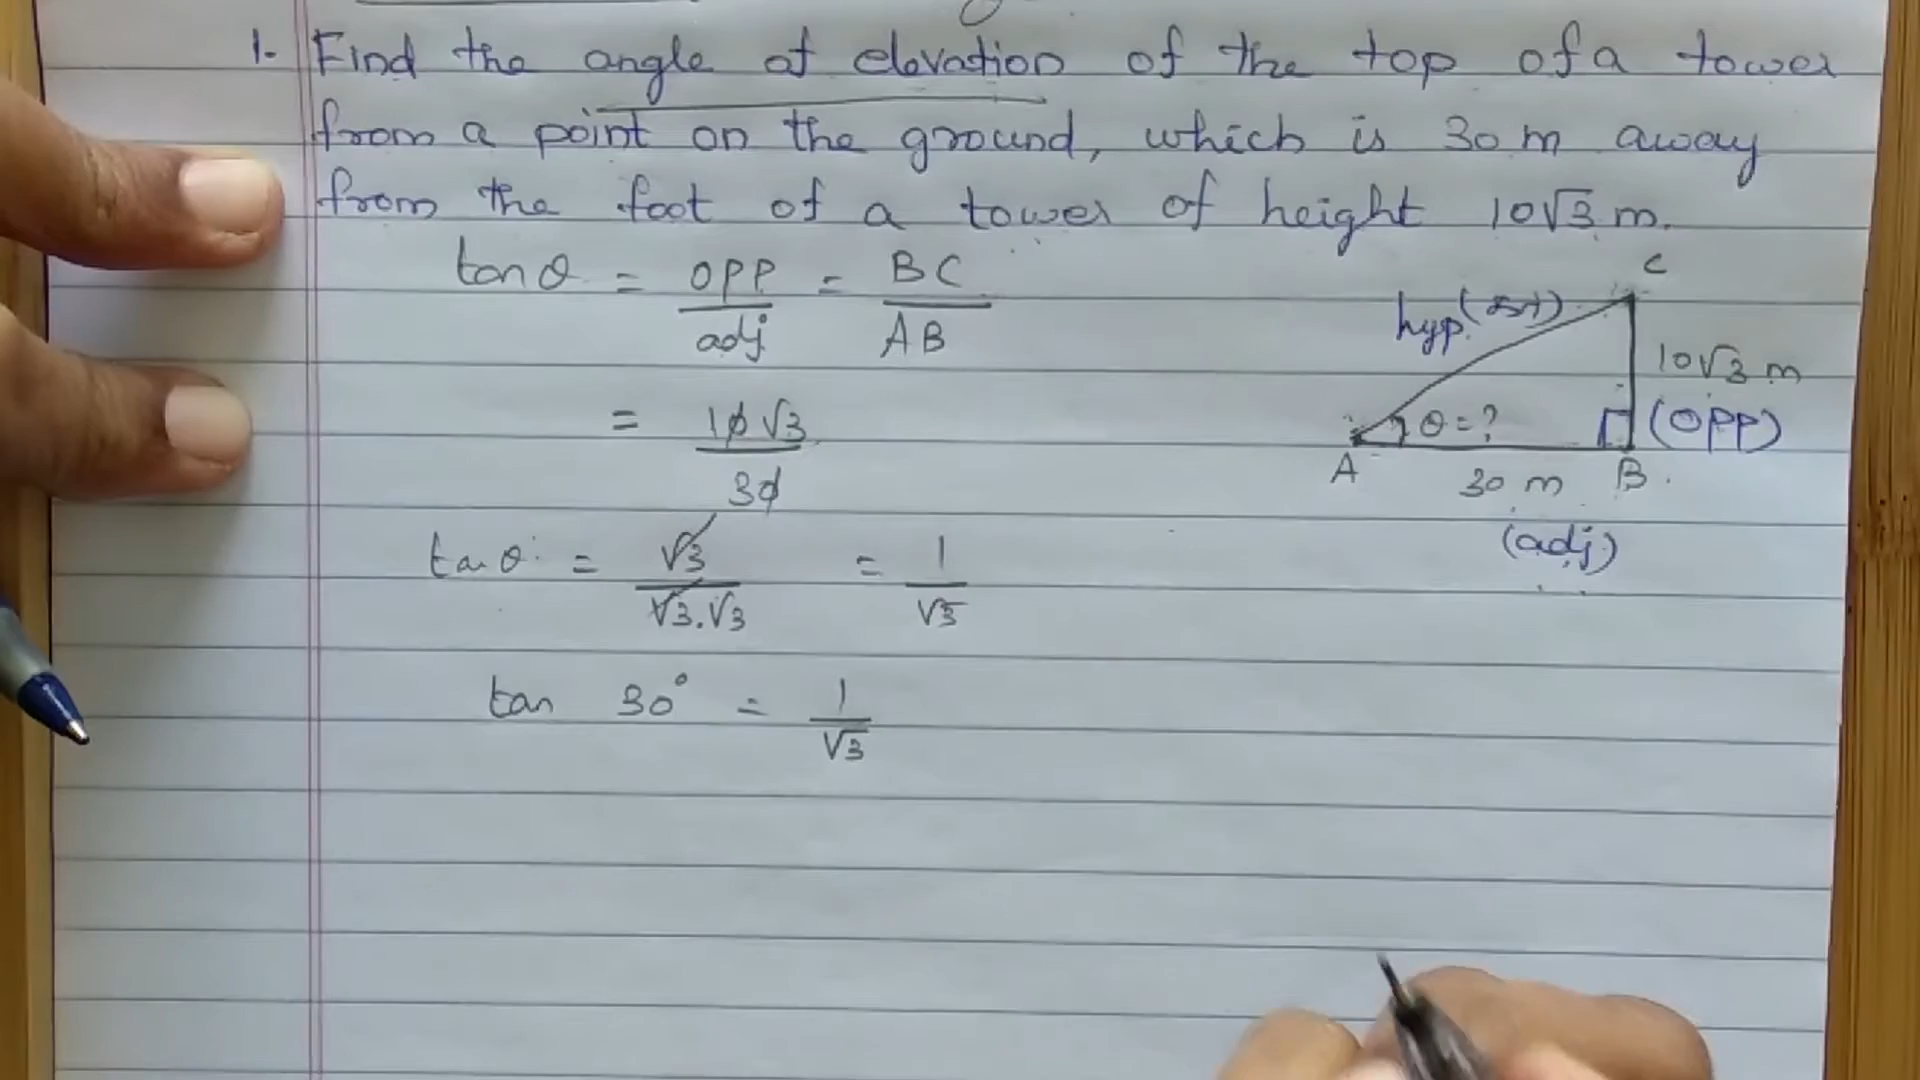 1. Find the angle of elevation of the top of a tower
from a point on the ground, which is 30 m away
from the foot of a tower of height 10√3 m.
tan θ = opp/adj = BC/AB
= 10√3/30
tan θ = √3/√3.√3 = 1/√3
tan 30° = 1/√3
C
hyp
10√3 m
θ = ?
(opp)
A
30 m
B
(adj)